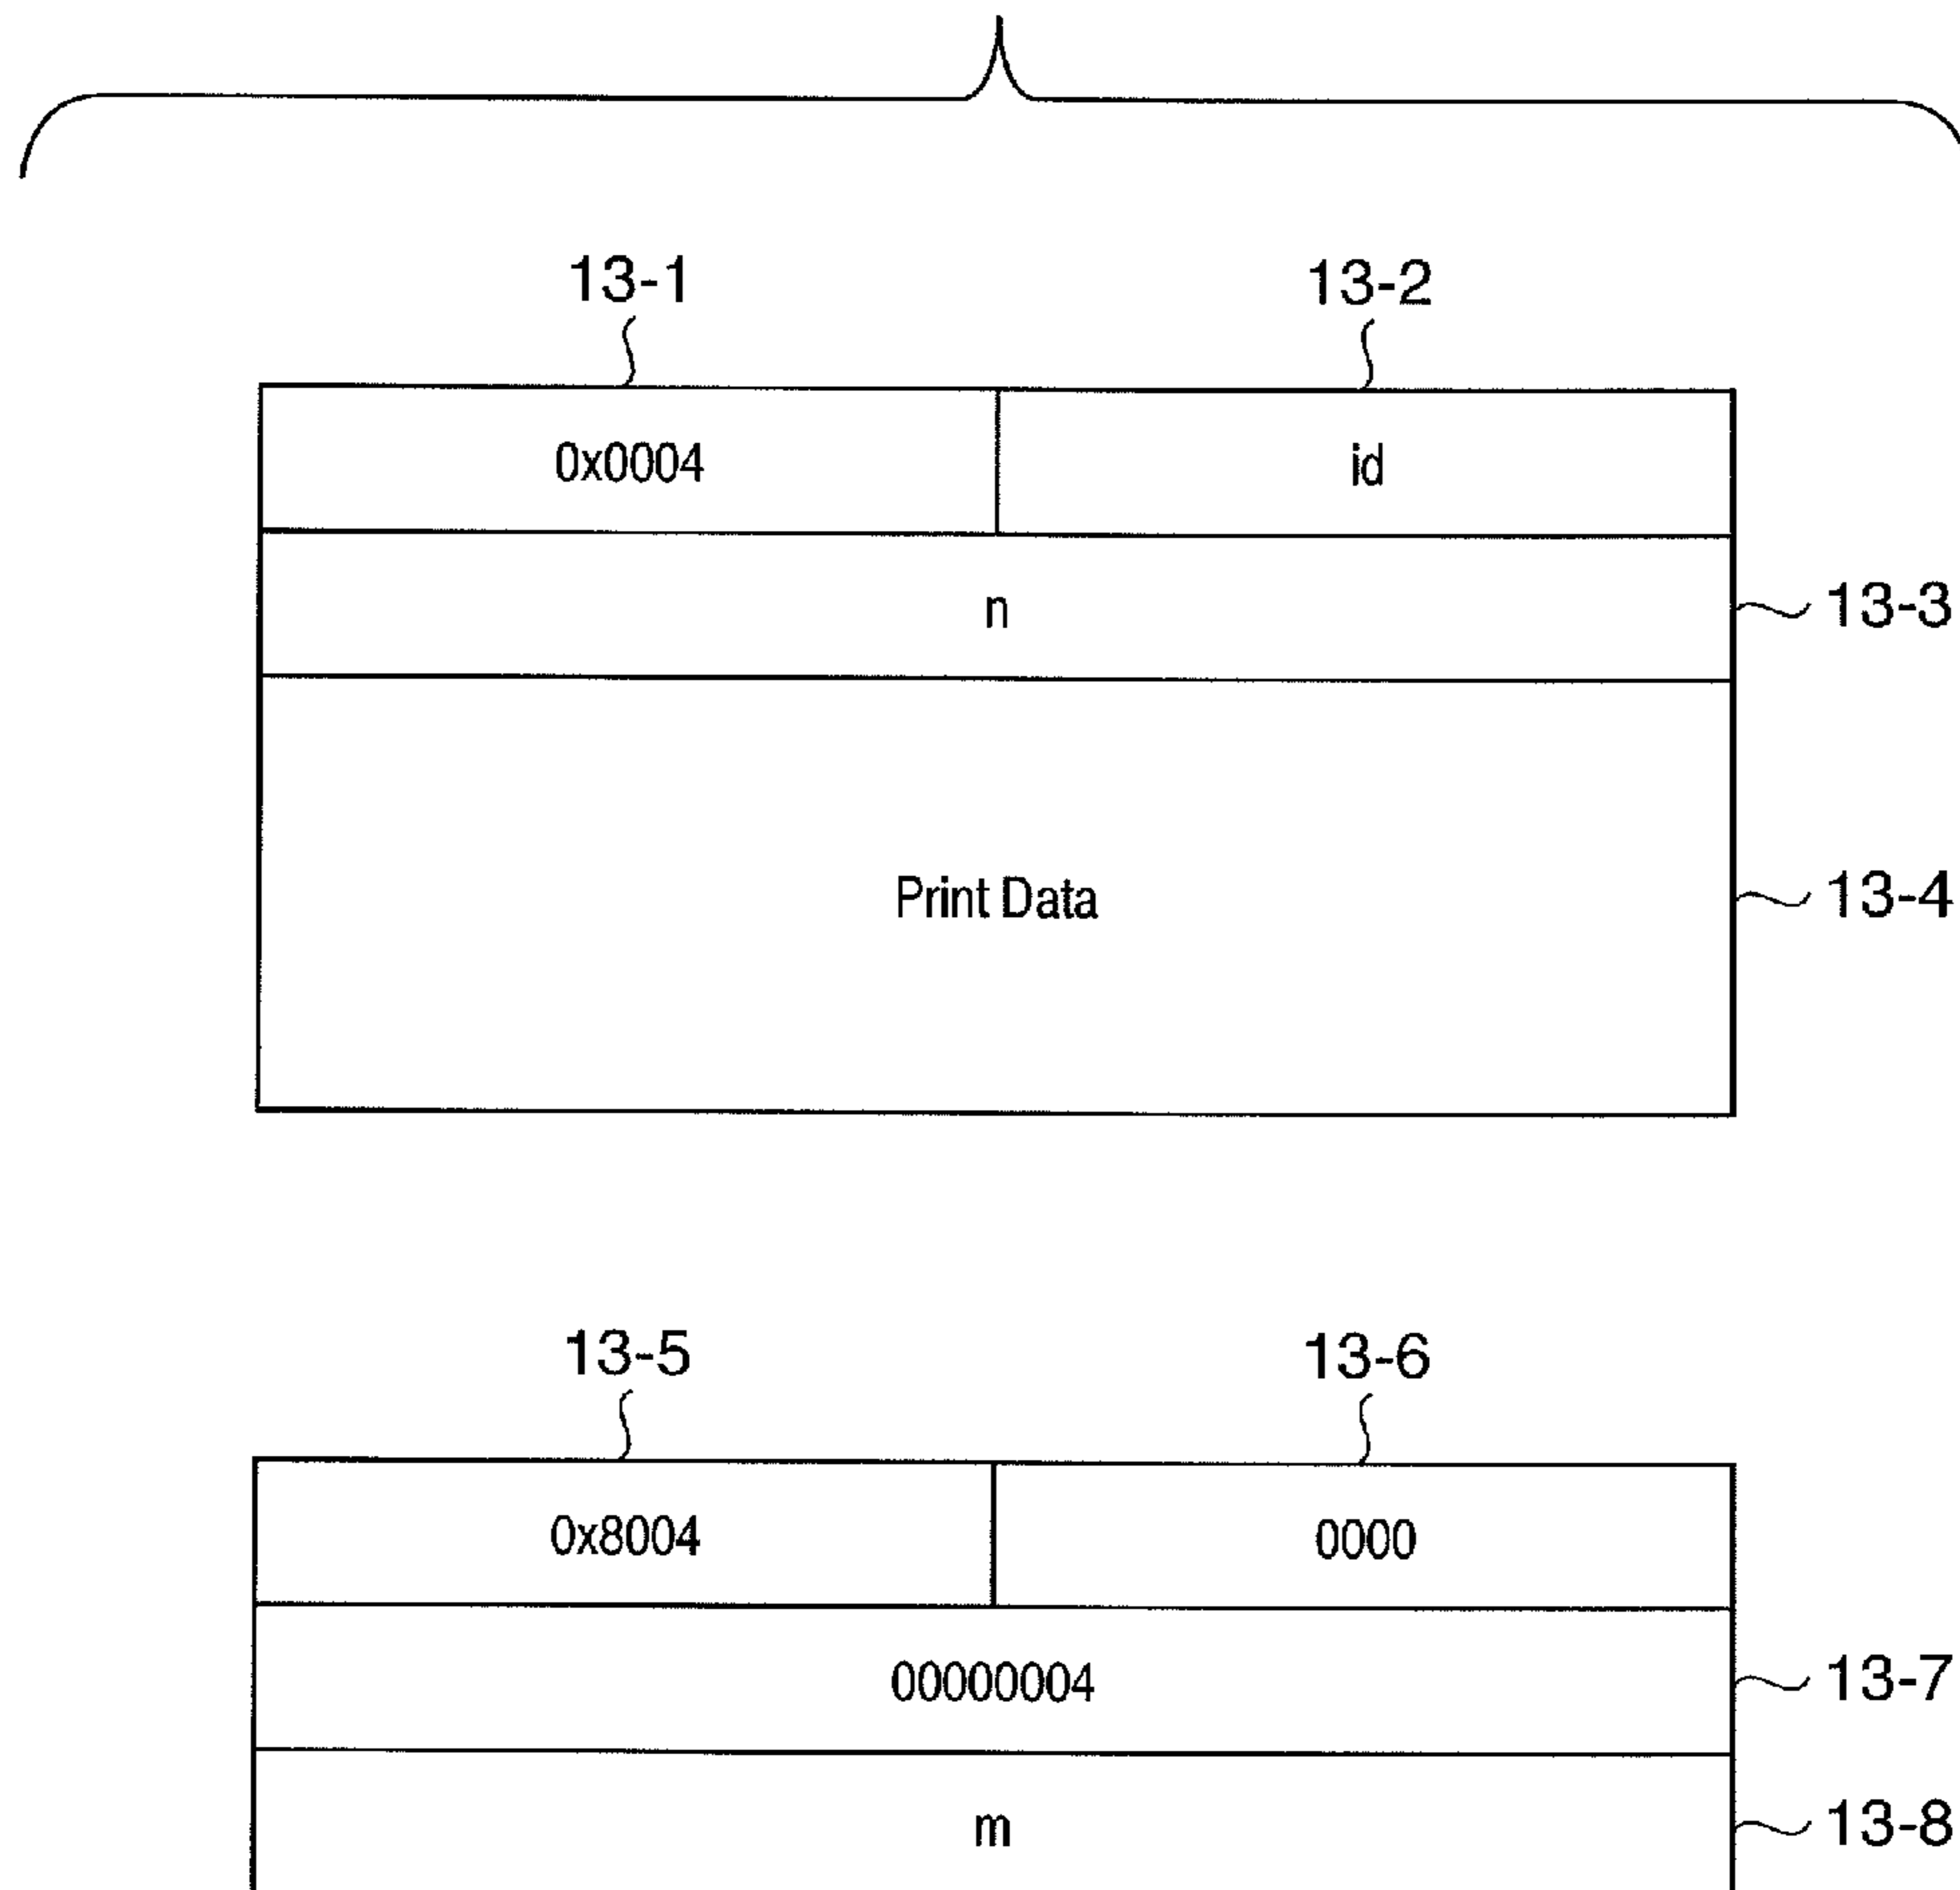 13-1 13-2
0x0004 id
n 13-3
Print Data 13-4
13-5 13-6
0x8004 0000
00000004 13-7
m 13-8